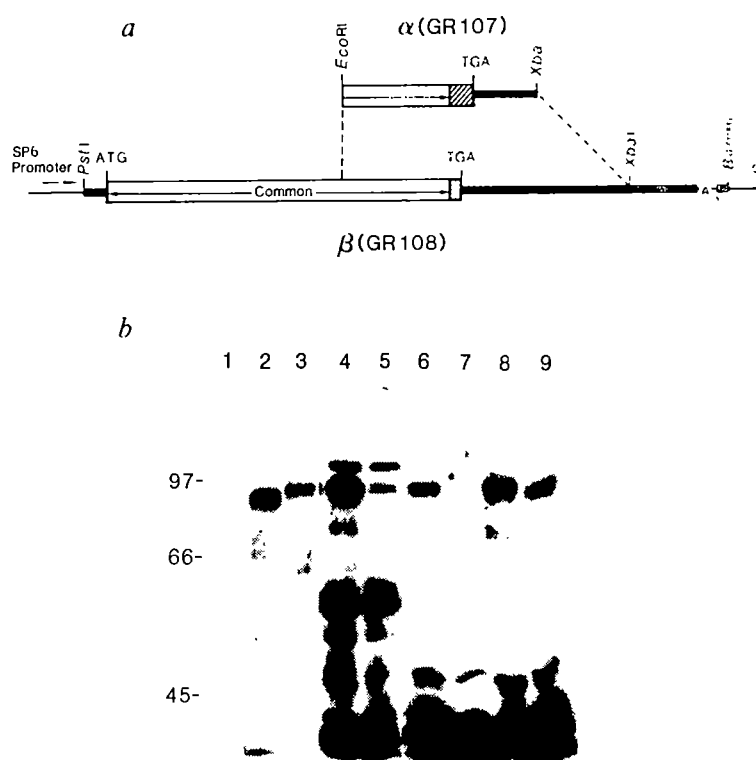 a
α (GR107)
EcoRI
TGA
Xba
SP6
Promoter
PstI
ATG
Common
TGA
XbaI
A
β (GR108)
b
1 2 3 4 5 6 7 8 9
97-
66-
45-